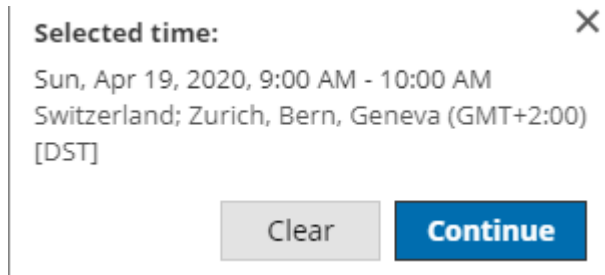 Selected time:
Sun, Apr 19, 2020, 9:00 AM - 10:00 AM
Switzerland; Zurich, Bern, Geneva (GMT+2:00)
[DST]
Clear
Continue